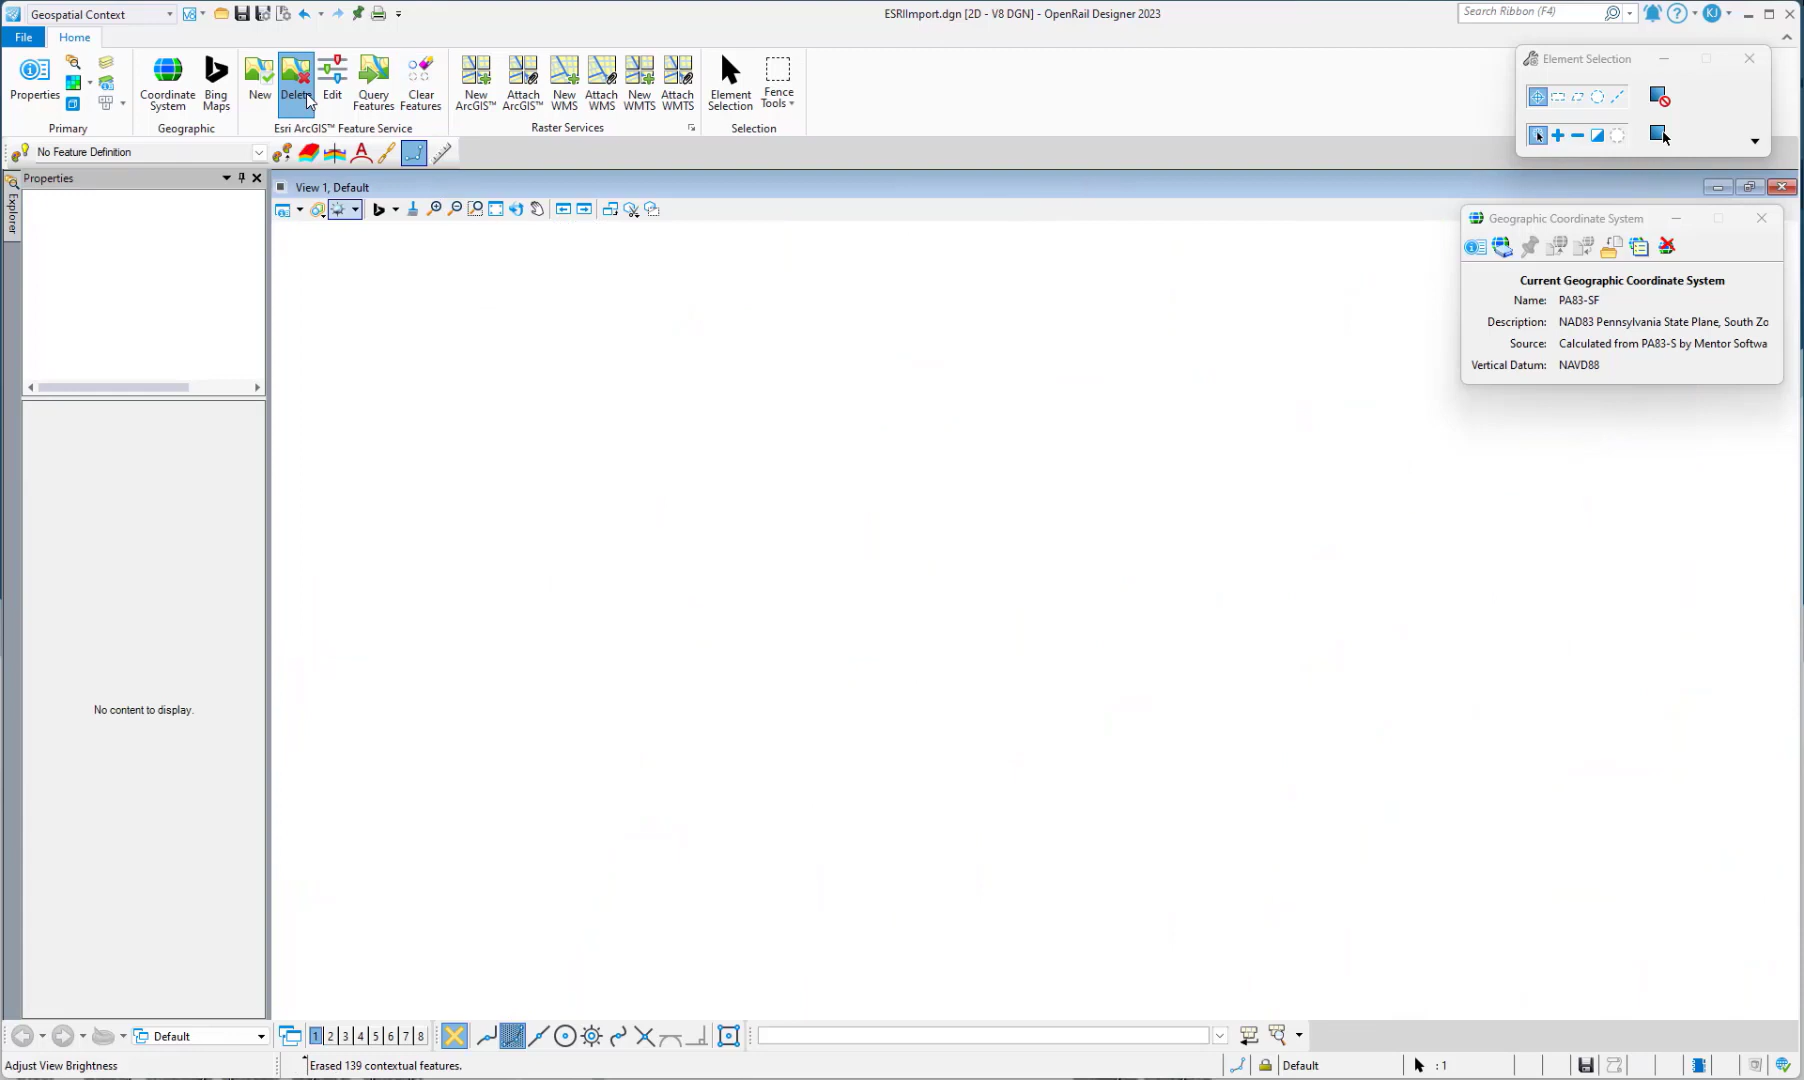 Geospatial Context
ESRIImport.dgn [2D - V8 DGN] - OpenRail Designer 2023
Search Ribbon (F4)
KJ
File
Home
Properties
Coordinate System
Bing Maps
New
Delete
Edit
Query Features
Clear Features
New ArcGIS™
Attach ArcGIS™
New WMS
Attach WMS
New WMTS
Attach WMTS
Element Selection
Fence Tools
Primary
Geographic
Esri ArcGIS™ Feature Service
Raster Services
Selection
Element Selection
No Feature Definition
Explorer
Properties
View 1, Default
Geographic Coordinate System
Current Geographic Coordinate System
Name: PA83-SF
Description: NAD83 Pennsylvania State Plane, South Zo
Source: Calculated from PA83-S by Mentor Softwa
Vertical Datum: NAVD88
No content to display.
Default
1 2 3 4 5 6 7 8
Adjust View Brightness
Erased 139 contextual features.
Default
: 1